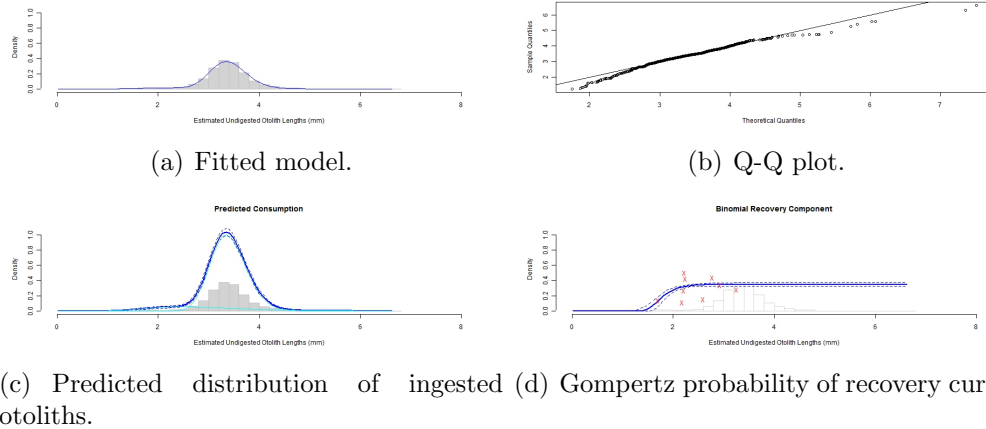 1.0
0.8
0.6
0.4
0.2
0.0
Density
0 2 4 6 8
Estimated Undigested Otolith Lengths (mm)
(a) Fitted model.
6
5
4
3
2
Sample Quantiles
2 3 4 5 6 7
Theoretical Quantiles
(b) Q-Q plot.
Predicted Consumption
1.0
0.8
0.6
0.4
0.2
0.0
Density
0 2 4 6 8
Estimated Undigested Otolith Lengths (mm)
(c) Predicted distribution of ingested
otoliths.
Binomial Recovery Component
1.0
0.8
0.6
0.4
0.2
0.0
Density
X X X X X X X X X
0 2 4 6 8
Estimated Undigested Otolith Lengths (mm)
(d) Gompertz probability of recovery cur